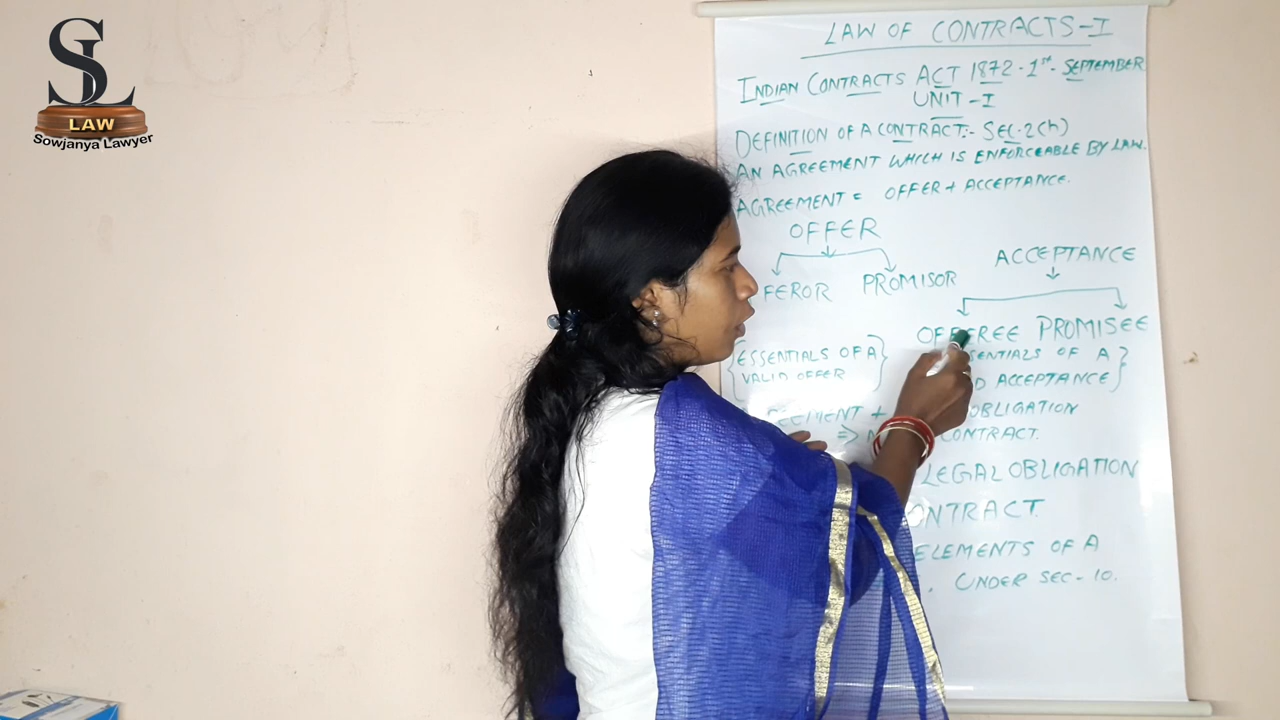 SL
LAW
Sowjanya Lawyer
LAW OF CONTRACTS-I
INDIAN CONTRACTS ACT 1872 - 1st - SEPTEMBER
UNIT-I
DEFINITION OF A CONTRACT:- SEC-2(h)
AN AGREEMENT WHICH IS ENFORCEABLE BY LAW.
AGREEMENT = OFFER + ACCEPTANCE.
OFFER
ACCEPTANCE
FEROR PROMISOR
OFFEREE PROMISEE
{ESSENTIALS OF A
VALID OFFER}
SENTIALS OF A
D ACCEPTANCE}
EEMENT + OBLIGATION
⇒ CONTRACT.
LEGAL OBLIGATION
ONTRACT
ELEMENTS OF A
UNDER SEC-10.